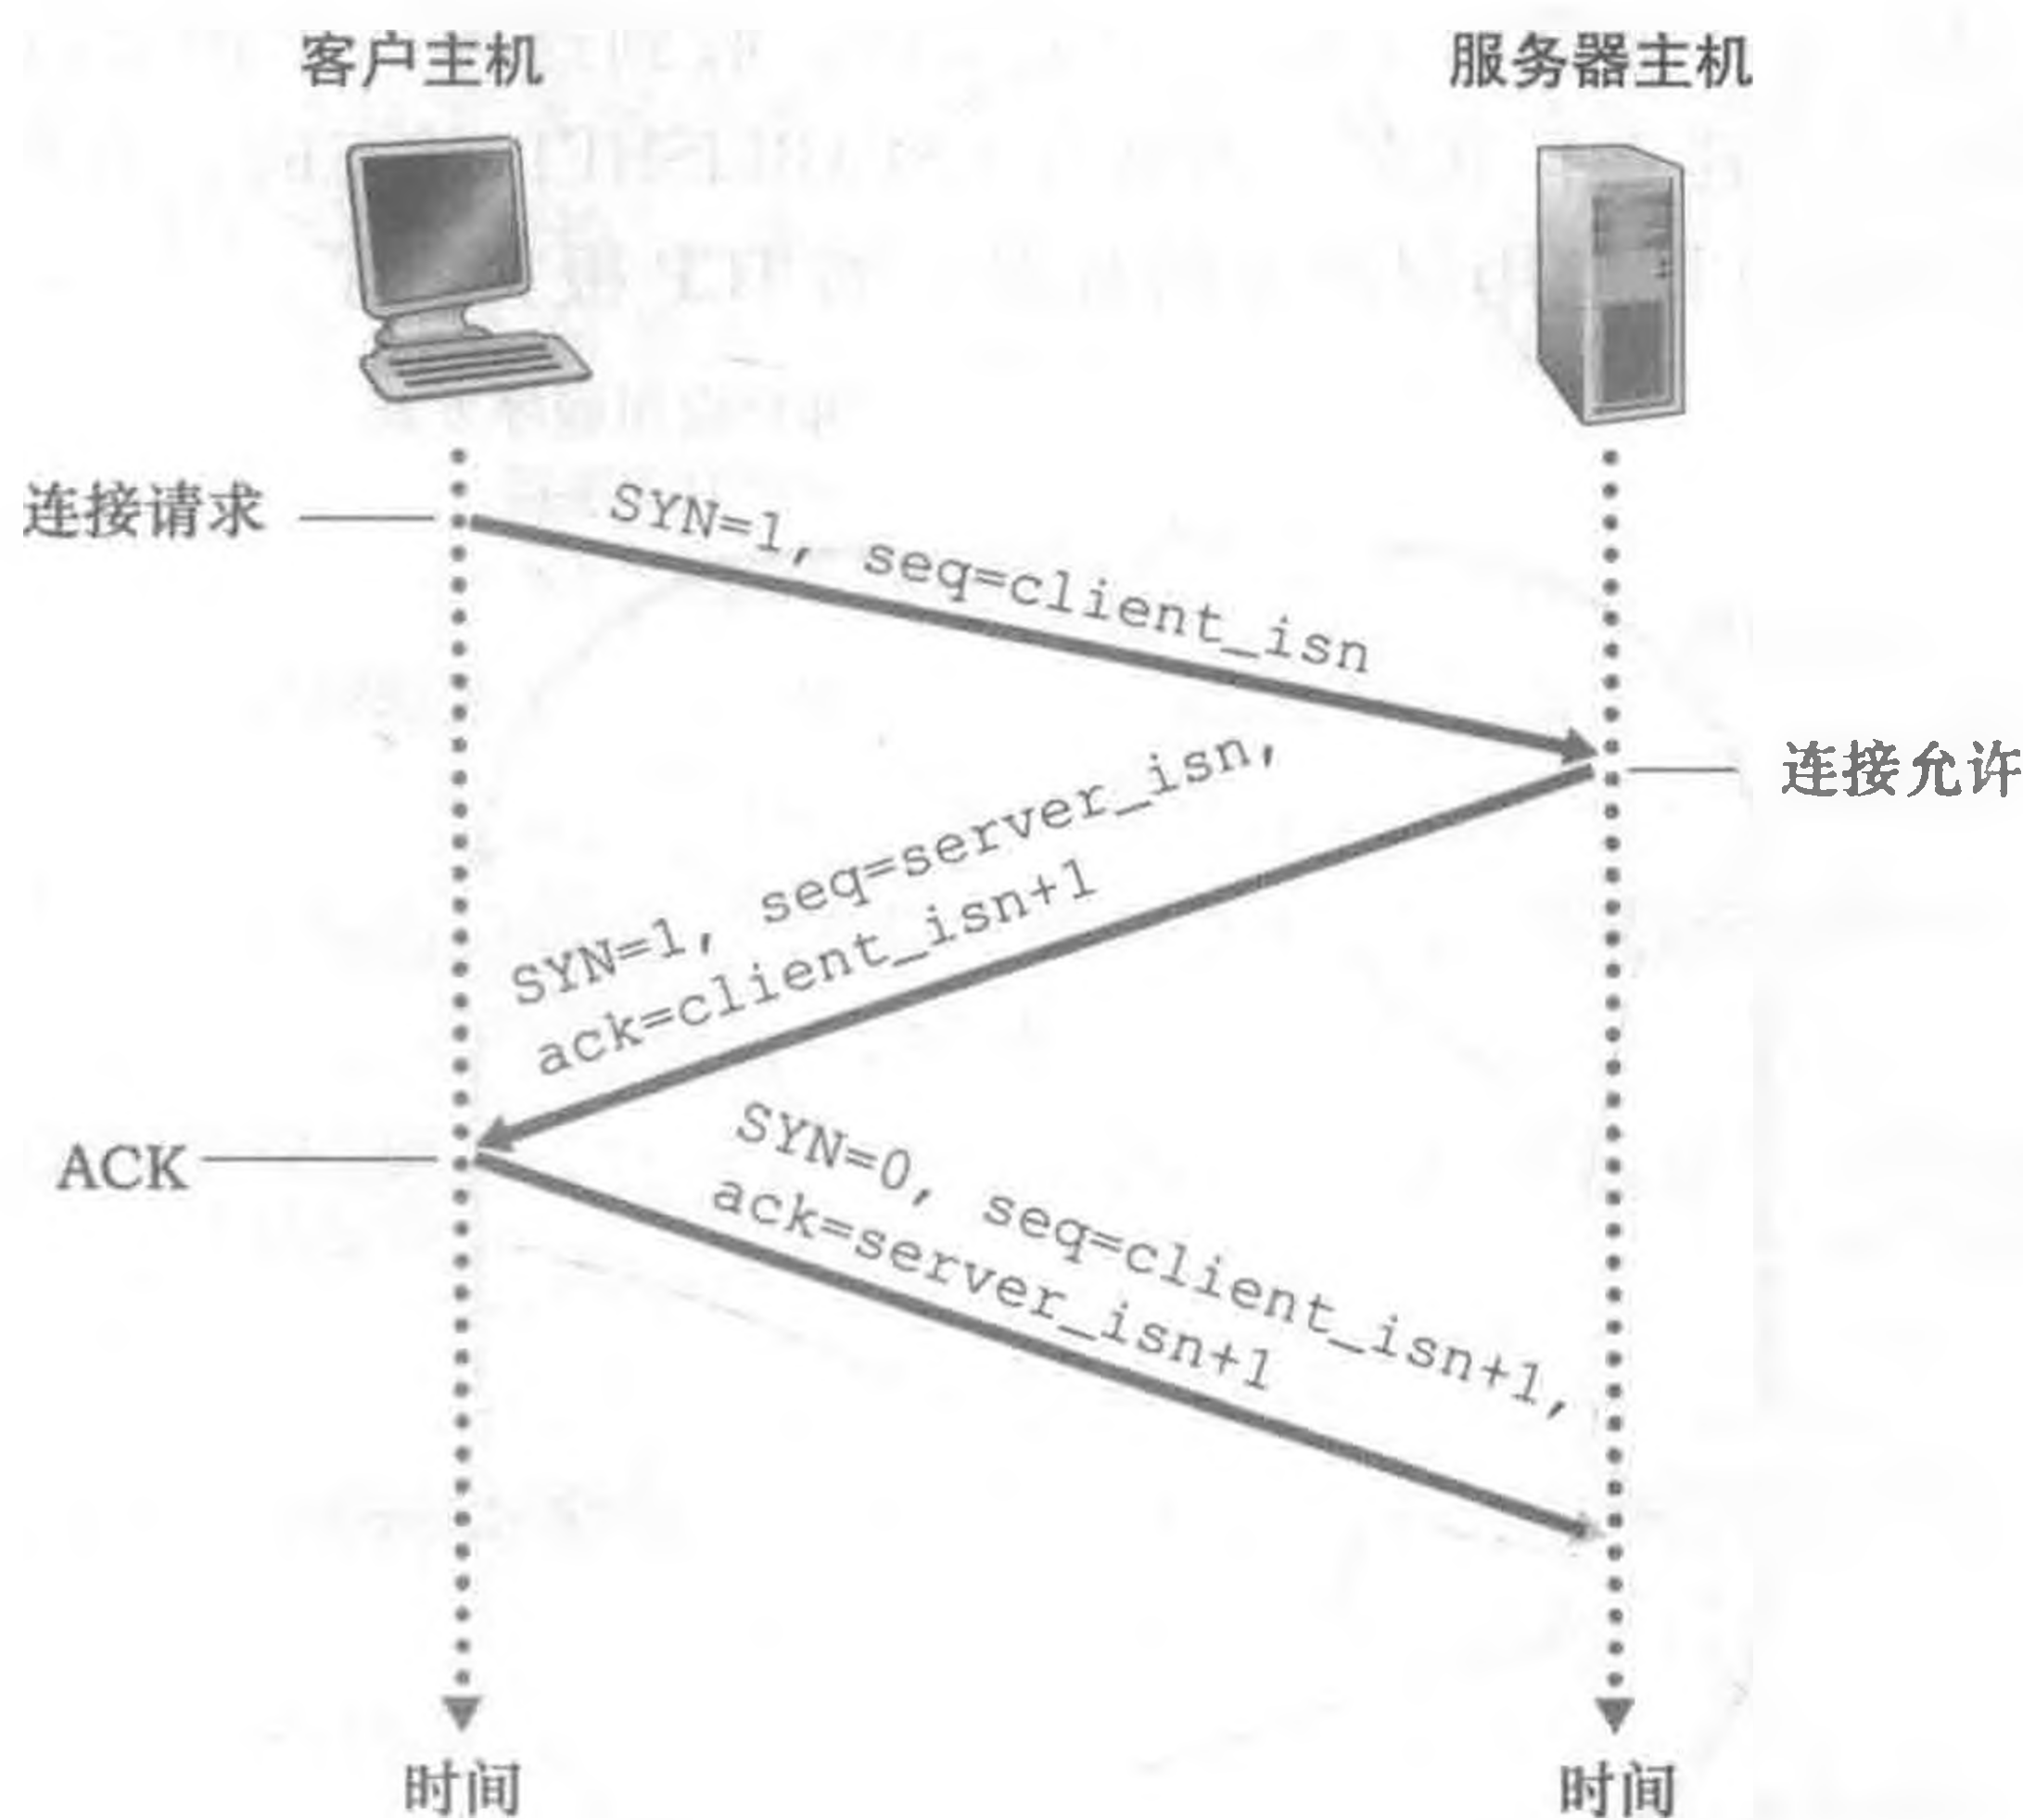 客户主机
服务器主机
连接请求
SYN=1, seq=client_isn
连接允许
SYN=1, seq=server_isn,
ack=client_isn+1
ACK
SYN=0, seq=client_isn+1,
ack=server_isn+1
时间
时间